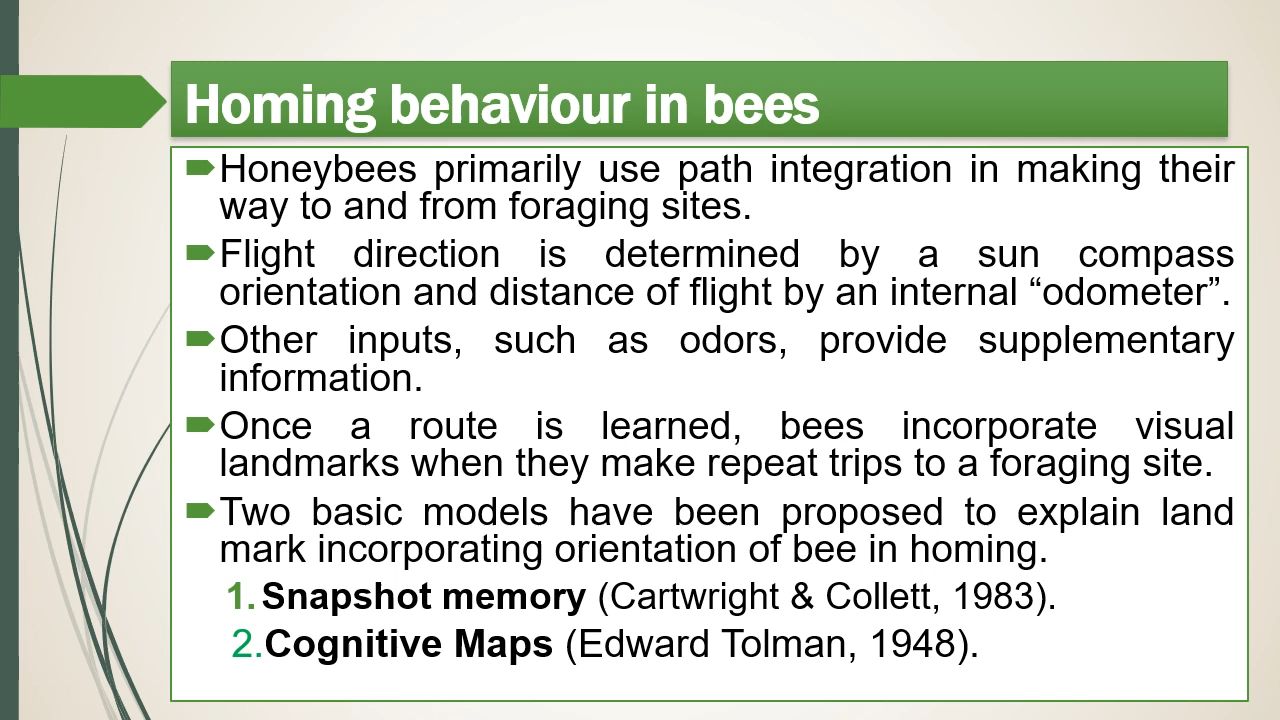 Homing behaviour in bees
Honeybees primarily use path integration in making their
way to and from foraging sites.
Flight direction is determined by a sun compass
orientation and distance of flight by an internal “odometer”.
Other inputs, such as odors, provide supplementary
information.
Once a route is learned, bees incorporate visual
landmarks when they make repeat trips to a foraging site.
Two basic models have been proposed to explain land
mark incorporating orientation of bee in homing.
1. Snapshot memory (Cartwright & Collett, 1983).
2. Cognitive Maps (Edward Tolman, 1948).